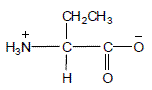 CH₂CH₃
+ −
H₃N C C O
H O